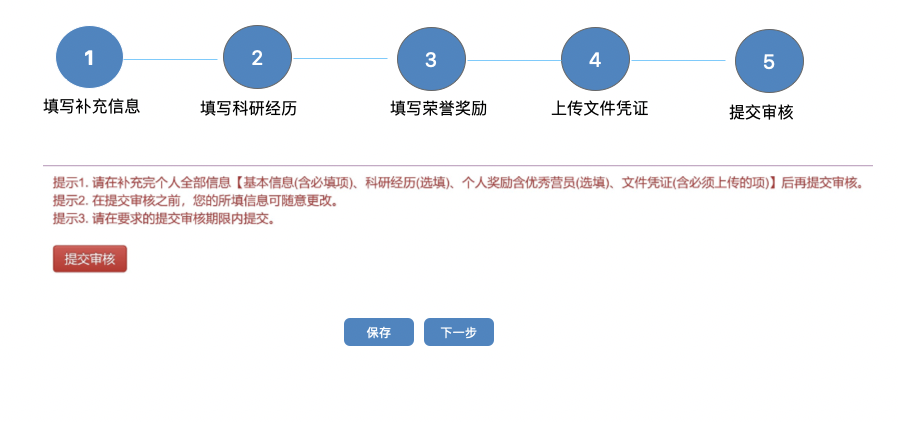 1 2 3 4 5
填写补充信息 填写科研经历 填写荣誉奖励 上传文件凭证 提交审核
提示1. 请在补充完个人全部信息【基本信息(含必填项)、科研经历(选填)、个人奖励含优秀营员(选填)、文件凭证(含必须上传的项)】后再提交审核。
提示2. 在提交审核之前，您的所填信息可随意更改。
提示3. 请在要求的提交审核期限内提交。
提交审核
保存 下一步